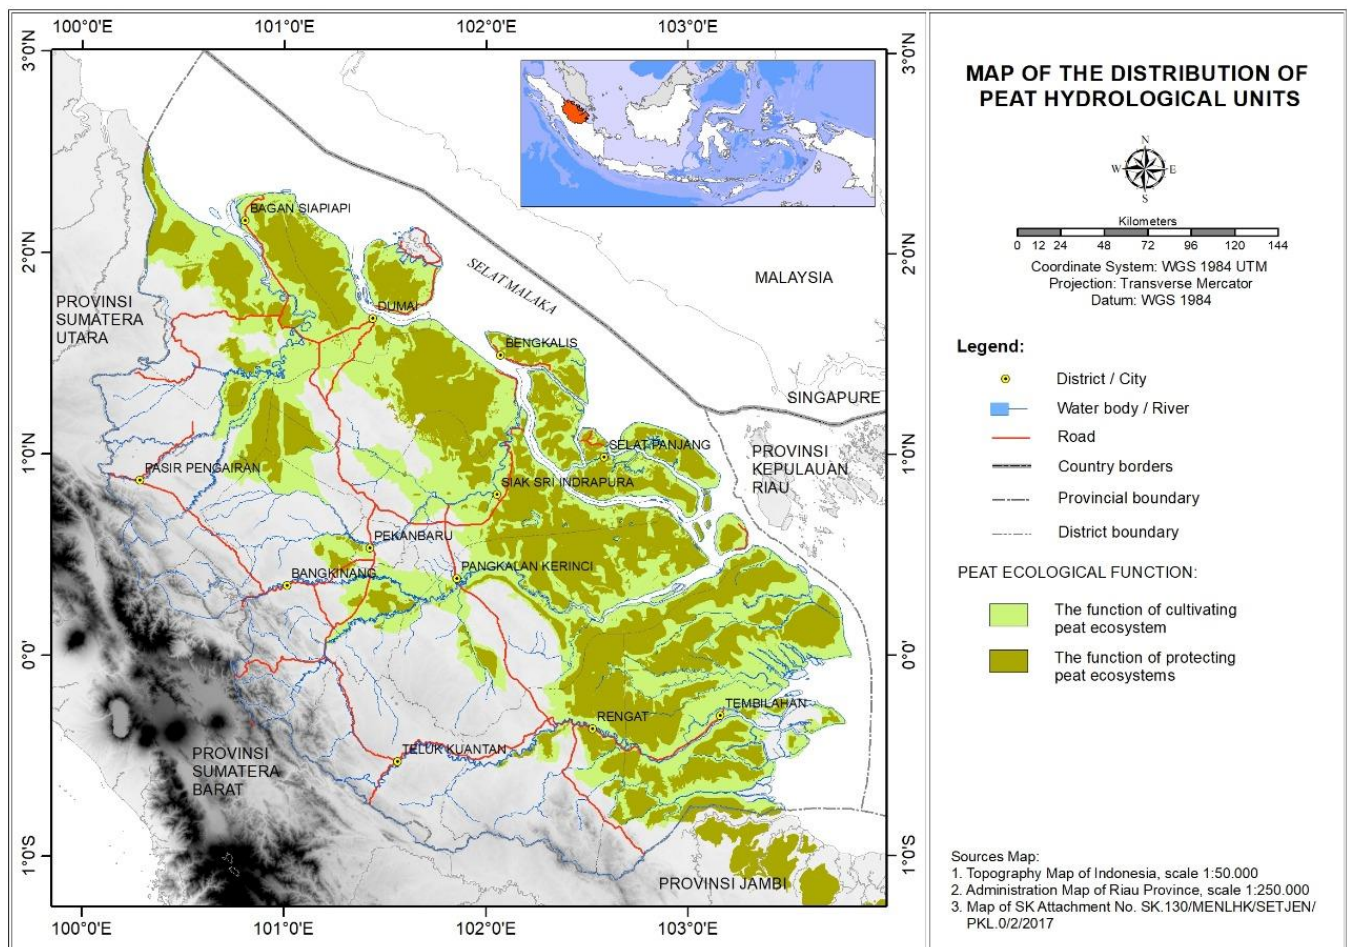 100°0'E 101°0'E 102°0'E 103°0'E
3°0'N
3°0'N
BAGAN SIAPIAPI
2°0'N
2°0'N
SELAT MALAKA
MALAYSIA
PROVINSI
SUMATERA
UTARA
DUMAI
BENGKALIS
SINGAPURE
1°0'N
1°0'N
PASIR PENGAIRAN
SELAT PANJANG
PROVINSI
KEPULAUAN
RIAU
SIAK SRI INDRAPURA
PEKANBARU
BANGKINANG
PANGKALAN KERINCI
0°0'
0°0'
RENGAT
TEMBILAHAN
TELUK KUANTAN
PROVINSI
SUMATERA
BARAT
1°0'S
1°0'S
PROVINSI JAMBI
100°0'E 101°0'E 102°0'E 103°0'E
MAP OF THE DISTRIBUTION OF
PEAT HYDROLOGICAL UNITS
N
W E
S
Kilometers
0 12 24 48 72 96 120 144
Coordinate System: WGS 1984 UTM
Projection: Transverse Mercator
Datum: WGS 1984
Legend:
District / City
Water body / River
Road
Country borders
Provincial boundary
District boundary
PEAT ECOLOGICAL FUNCTION:
The function of cultivating
peat ecosystem
The function of protecting
peat ecosystems
Sources Map:
1. Topography Map of Indonesia, scale 1:50.000
2. Administration Map of Riau Province, scale 1:250.000
3. Map of SK Attachment No. SK.130/MENLHK/SETJEN/
PKL.0/2/2017